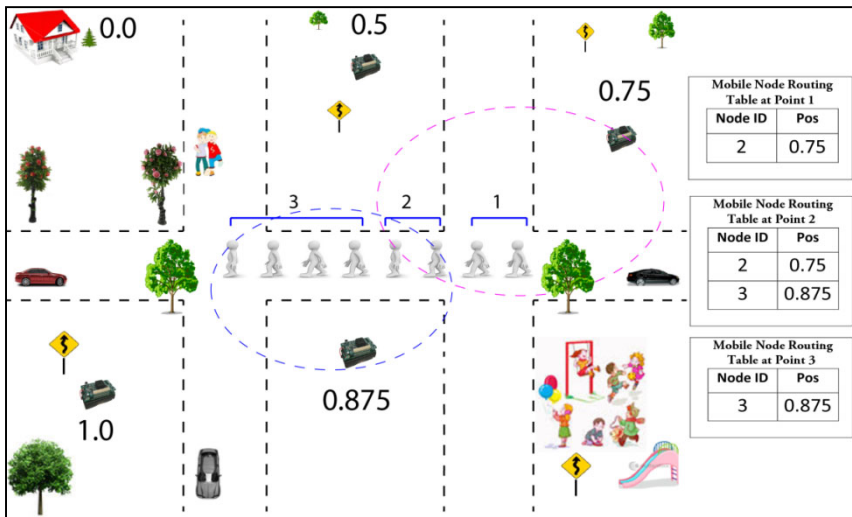 0.0
0.5
0.75
3
2
1
0.875
1.0
Mobile Node Routing
Table at Point 1
Node ID Pos
2 0.75
Mobile Node Routing
Table at Point 2
Node ID Pos
2 0.75
3 0.875
Mobile Node Routing
Table at Point 3
Node ID Pos
3 0.875